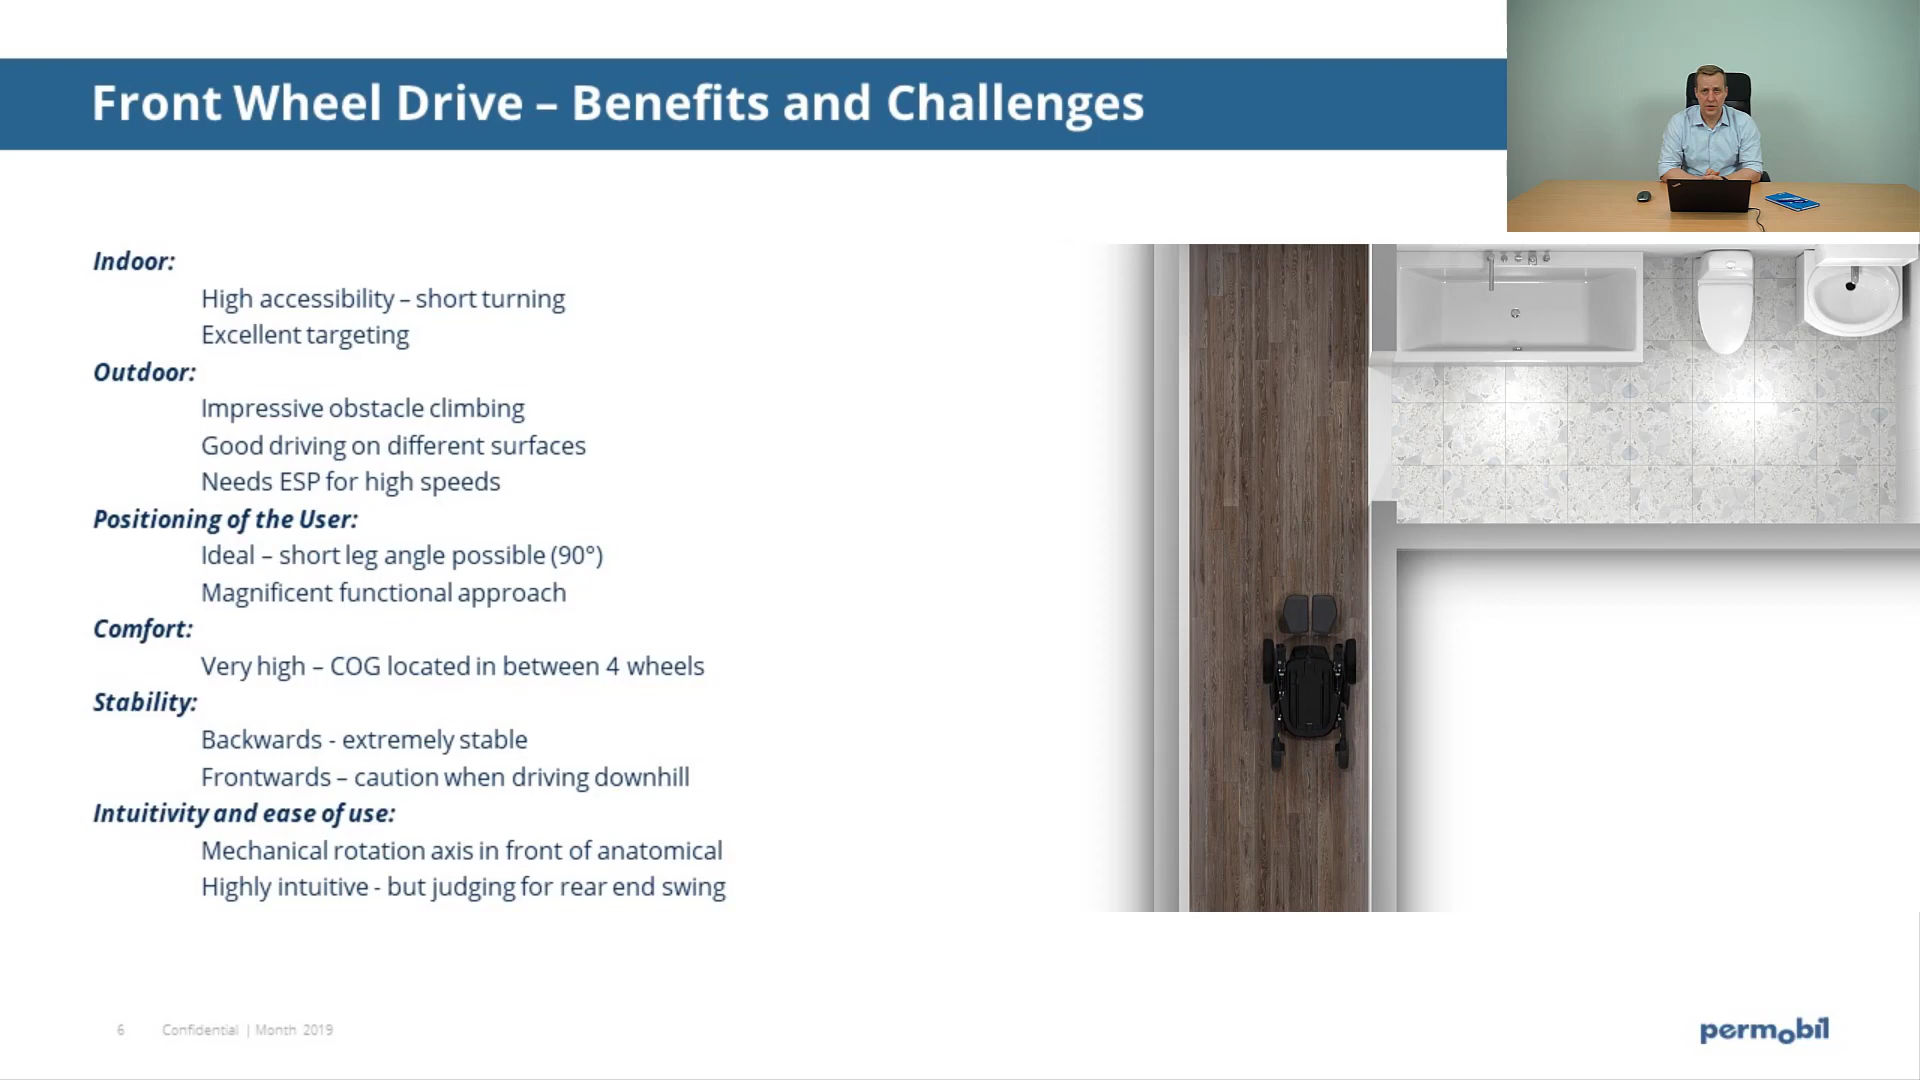 Front Wheel Drive – Benefits and Challenges
Indoor:
High accessibility – short turning
Excellent targeting
Outdoor:
Impressive obstacle climbing
Good driving on different surfaces
Needs ESP for high speeds
Positioning of the User:
Ideal – short leg angle possible (90°)
Magnificent functional approach
Comfort:
Very high – COG located in between 4 wheels
Stability:
Backwards - extremely stable
Frontwards – caution when driving downhill
Intuitivity and ease of use:
Mechanical rotation axis in front of anatomical
Highly intuitive - but judging for rear end swing
6 Confidential | Month 2019
permobil